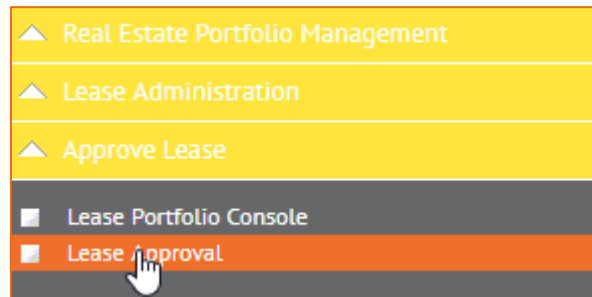 Real Estate Portfolio Management
Lease Administration
Approve Lease
Lease Portfolio Console
Lease Approval